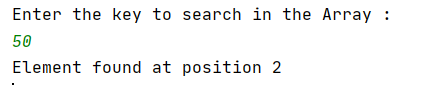 Enter the key to search in the Array :
50
Element found at position 2